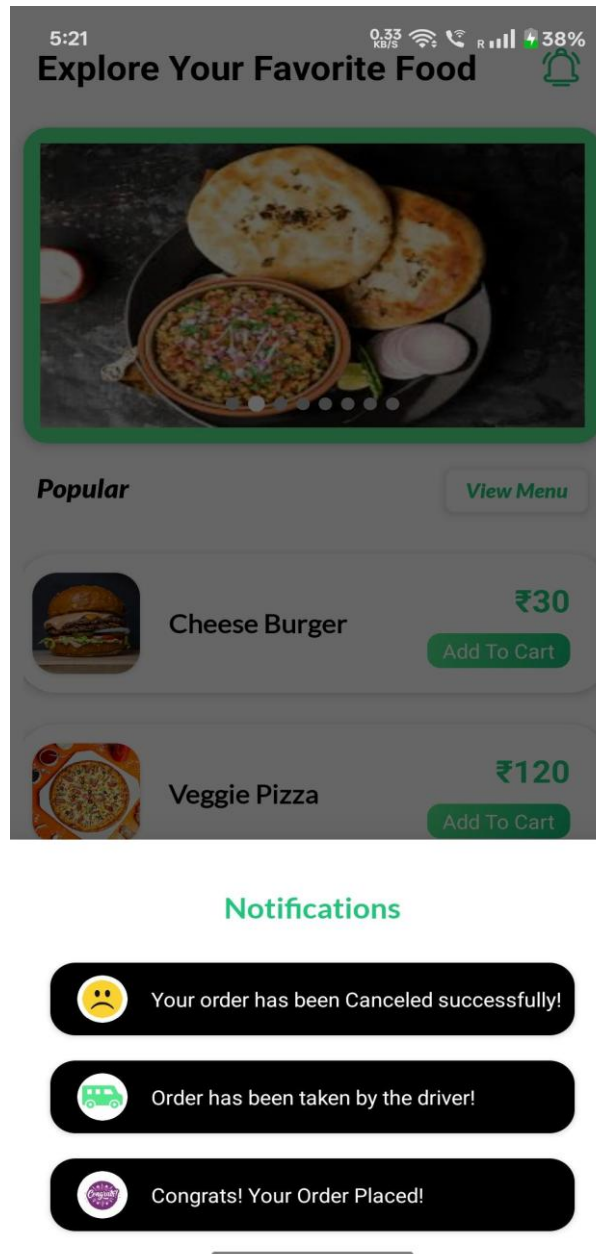 5:21
0.33 KB/S R 38%
Explore Your Favorite Food
Popular
View Menu
Cheese Burger
₹30
Add To Cart
Veggie Pizza
₹120
Add To Cart
Notifications
Your order has been Canceled successfully!
Order has been taken by the driver!
Congrats!
Congrats! Your Order Placed!